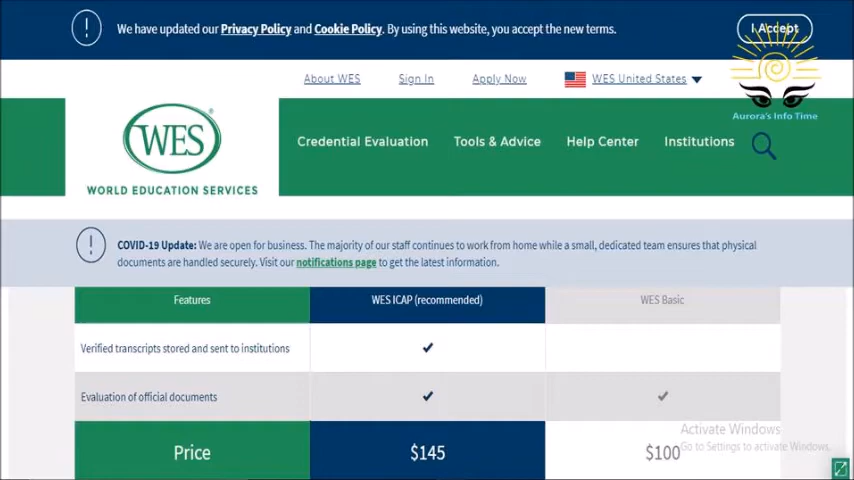 We have updated our Privacy Policy and Cookie Policy. By using this website, you accept the new terms.
I Accept
About WES
Sign In
Apply Now
WES United States
Aurora's Info Time
WES
®
WORLD EDUCATION SERVICES
Credential Evaluation
Tools & Advice
Help Center
Institutions
COVID-19 Update: We are open for business. The majority of our staff continues to work from home while a small, dedicated team ensures that physical
documents are handled securely. Visit our notifications page to get the latest information.
Features
WES ICAP (recommended)
WES Basic
Verified transcripts stored and sent to institutions
Evaluation of official documents
Price
$145
$100
Activate Windows
Go to Settings to activate Windows.